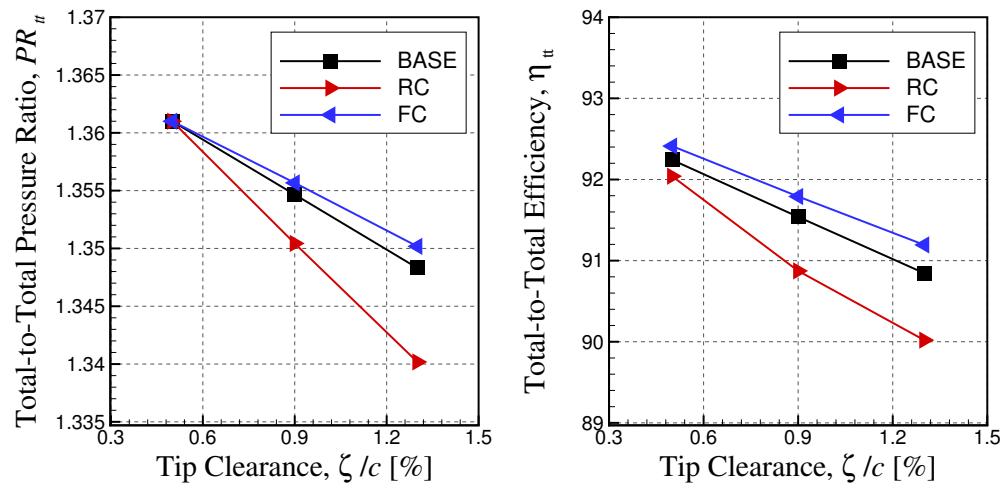 Total-to-Total Pressure Ratio, PR_tt
1.37
1.365
1.36
1.355
1.35
1.345
1.34
1.335
0.3 0.6 0.9 1.2 1.5
Tip Clearance, ζ /c [%]
BASE
RC
FC
Total-to-Total Efficiency, η_tt
94
93
92
91
90
89
0.3 0.6 0.9 1.2 1.5
Tip Clearance, ζ /c [%]
BASE
RC
FC